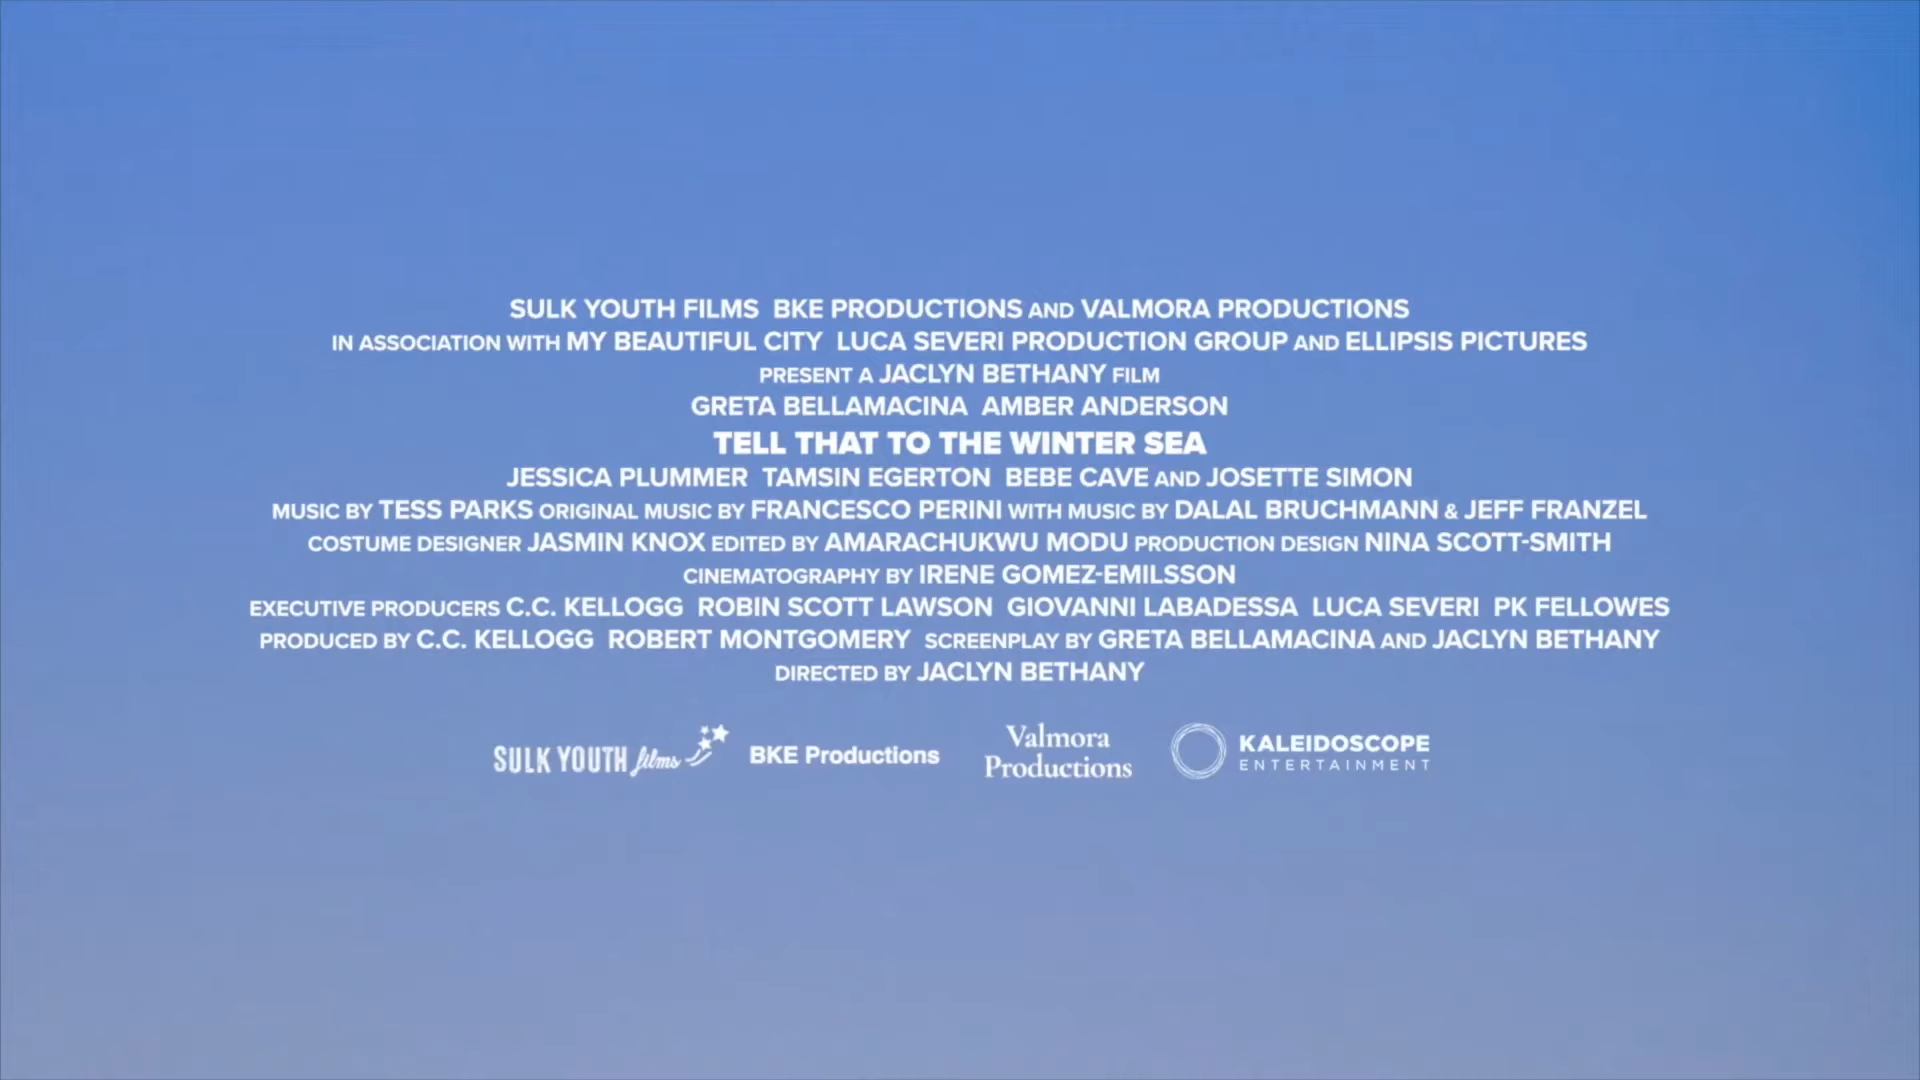 SULK YOUTH FILMS BKE PRODUCTIONS AND VALMORA PRODUCTIONS
IN ASSOCIATION WITH MY BEAUTIFUL CITY LUCA SEVERI PRODUCTION GROUP AND ELLIPSIS PICTURES
PRESENT A JACLYN BETHANY FILM
GRETA BELLAMACINA AMBER ANDERSON
TELL THAT TO THE WINTER SEA
JESSICA PLUMMER TAMSIN EGERTON BEBE CAVE AND JOSETTE SIMON
MUSIC BY TESS PARKS ORIGINAL MUSIC BY FRANCESCO PERINI WITH MUSIC BY DALAL BRUCHMANN & JEFF FRANZEL
COSTUME DESIGNER JASMIN KNOX EDITED BY AMARACHUKWU MODU PRODUCTION DESIGN NINA SCOTT-SMITH
CINEMATOGRAPHY BY IRENE GOMEZ-EMILSSON
EXECUTIVE PRODUCERS C.C. KELLOGG ROBIN SCOTT LAWSON GIOVANNI LABADESSA LUCA SEVERI PK FELLOWES
PRODUCED BY C.C. KELLOGG ROBERT MONTGOMERY SCREENPLAY BY GRETA BELLAMACINA AND JACLYN BETHANY
DIRECTED BY JACLYN BETHANY
SULK YOUTH films
BKE Productions
Valmora
Productions
KALEIDOSCOPE
ENTERTAINMENT